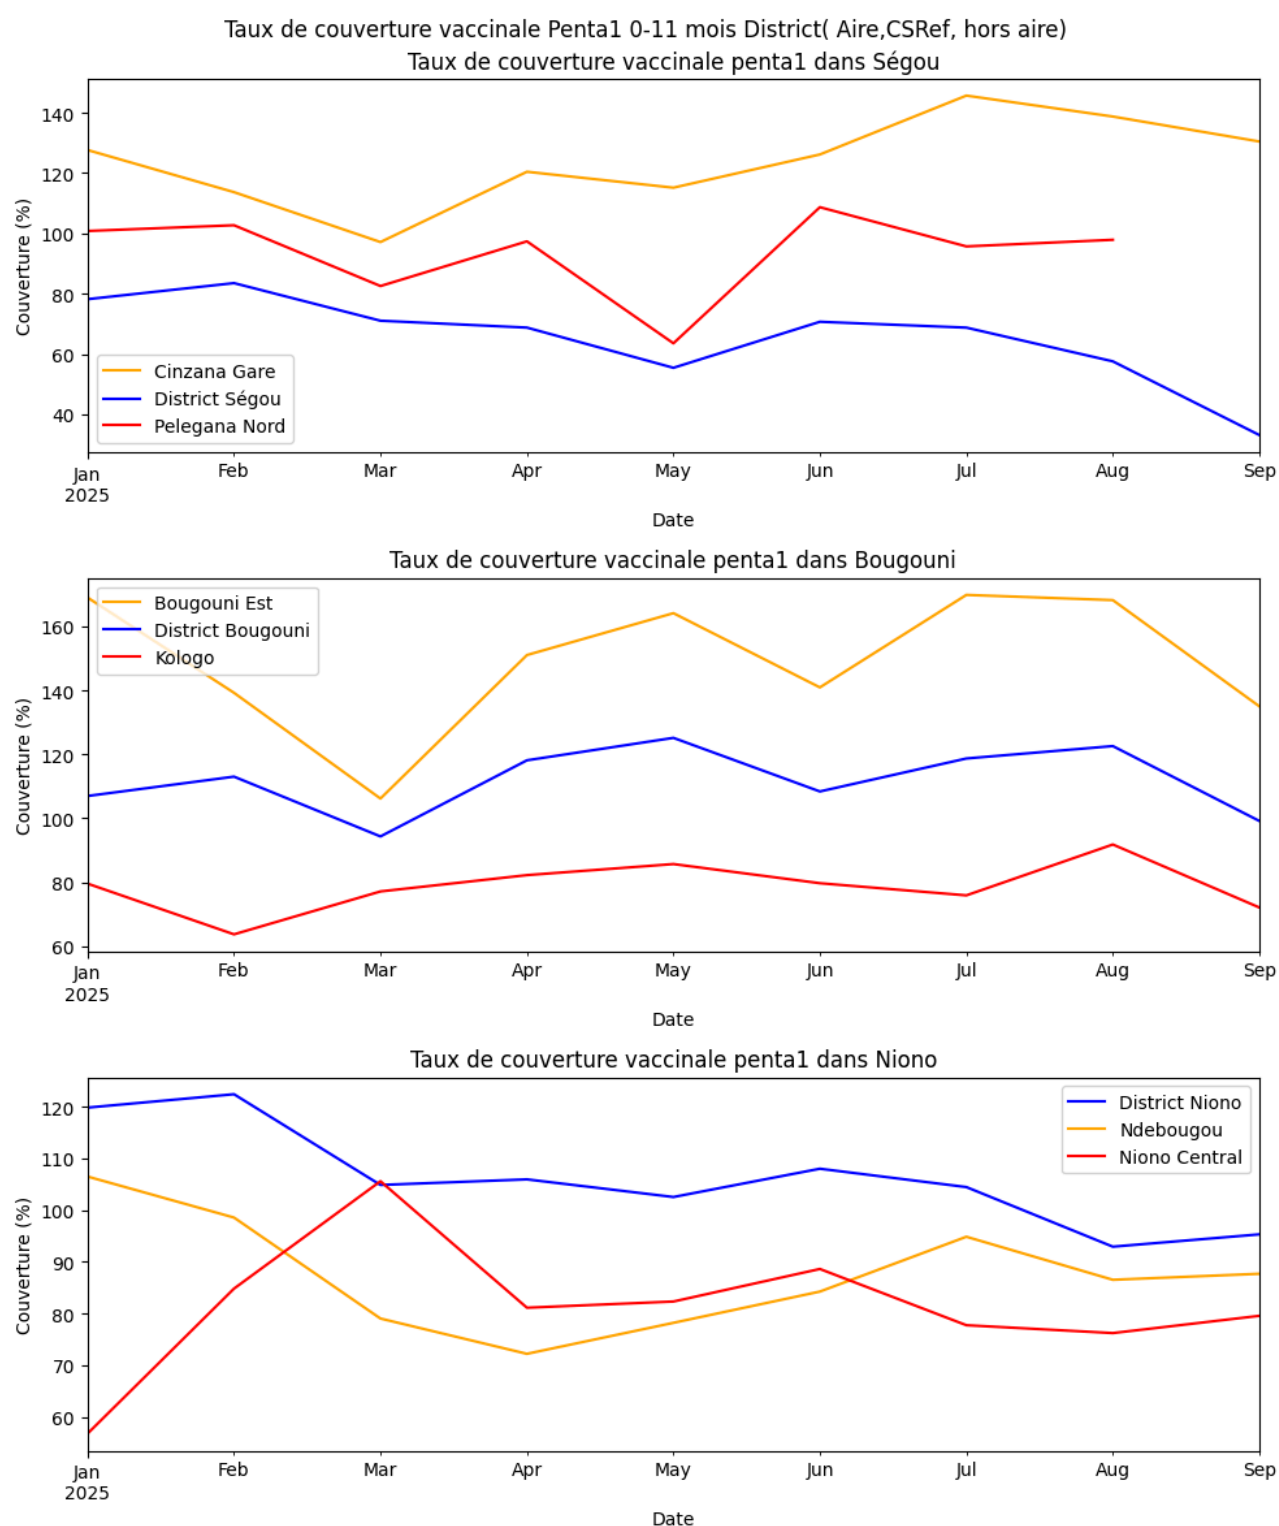 Taux de couverture vaccinale Penta1 0-11 mois District( Aire,CSRef, hors aire)
Taux de couverture vaccinale penta1 dans Ségou
Couverture (%)
140
120
100
80
60
40
Cinzana Gare
District Ségou
Pelegana Nord
Jan Feb Mar Apr May Jun Jul Aug Sep
2025
Date
Taux de couverture vaccinale penta1 dans Bougouni
Couverture (%)
160
140
120
100
80
60
Bougouni Est
District Bougouni
Kologo
Jan Feb Mar Apr May Jun Jul Aug Sep
2025
Date
Taux de couverture vaccinale penta1 dans Niono
Couverture (%)
120
110
100
90
80
70
60
District Niono
Ndebougou
Niono Central
Jan Feb Mar Apr May Jun Jul Aug Sep
2025
Date